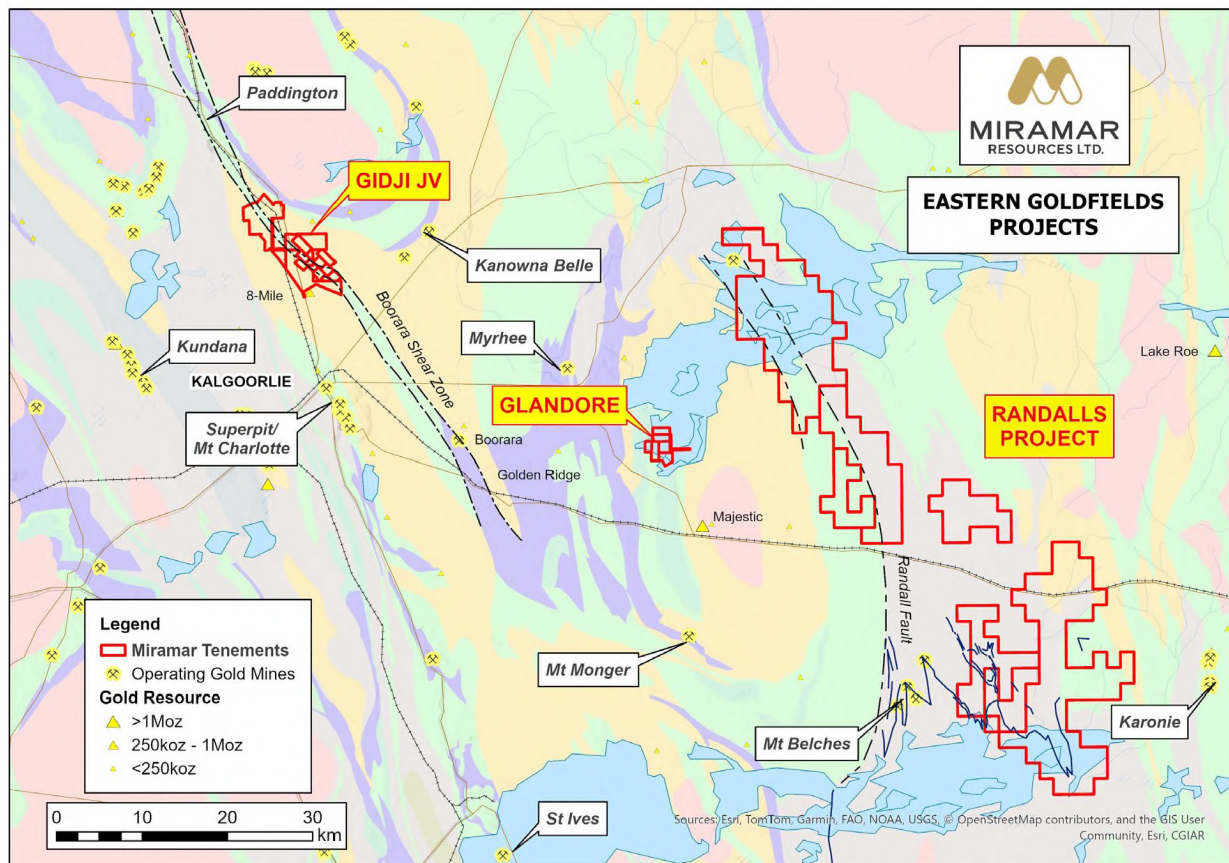 Paddington
MIRAMAR
RESOURCES LTD.
GIDJI JV
EASTERN GOLDFIELDS
PROJECTS
Kanowna Belle
8-Mile
Boorara Shear Zone
Kundana
Myrhee
Lake Roe
KALGOORLIE
GLANDORE
RANDALLS
PROJECT
Superpit/
Mt Charlotte
Boorara
Golden Ridge
Majestic
Randall Fault
Legend
Miramar Tenements
Operating Gold Mines
Gold Resource
>1Moz
250koz - 1Moz
<250koz
Mt Monger
Mt Belches
Karonie
0 10 20 30
km
St Ives
Sources: Esri, TomTom, Garmin, FAO, NOAA, USGS, © OpenStreetMap contributors, and the GIS User
Community, Esri, CGIAR